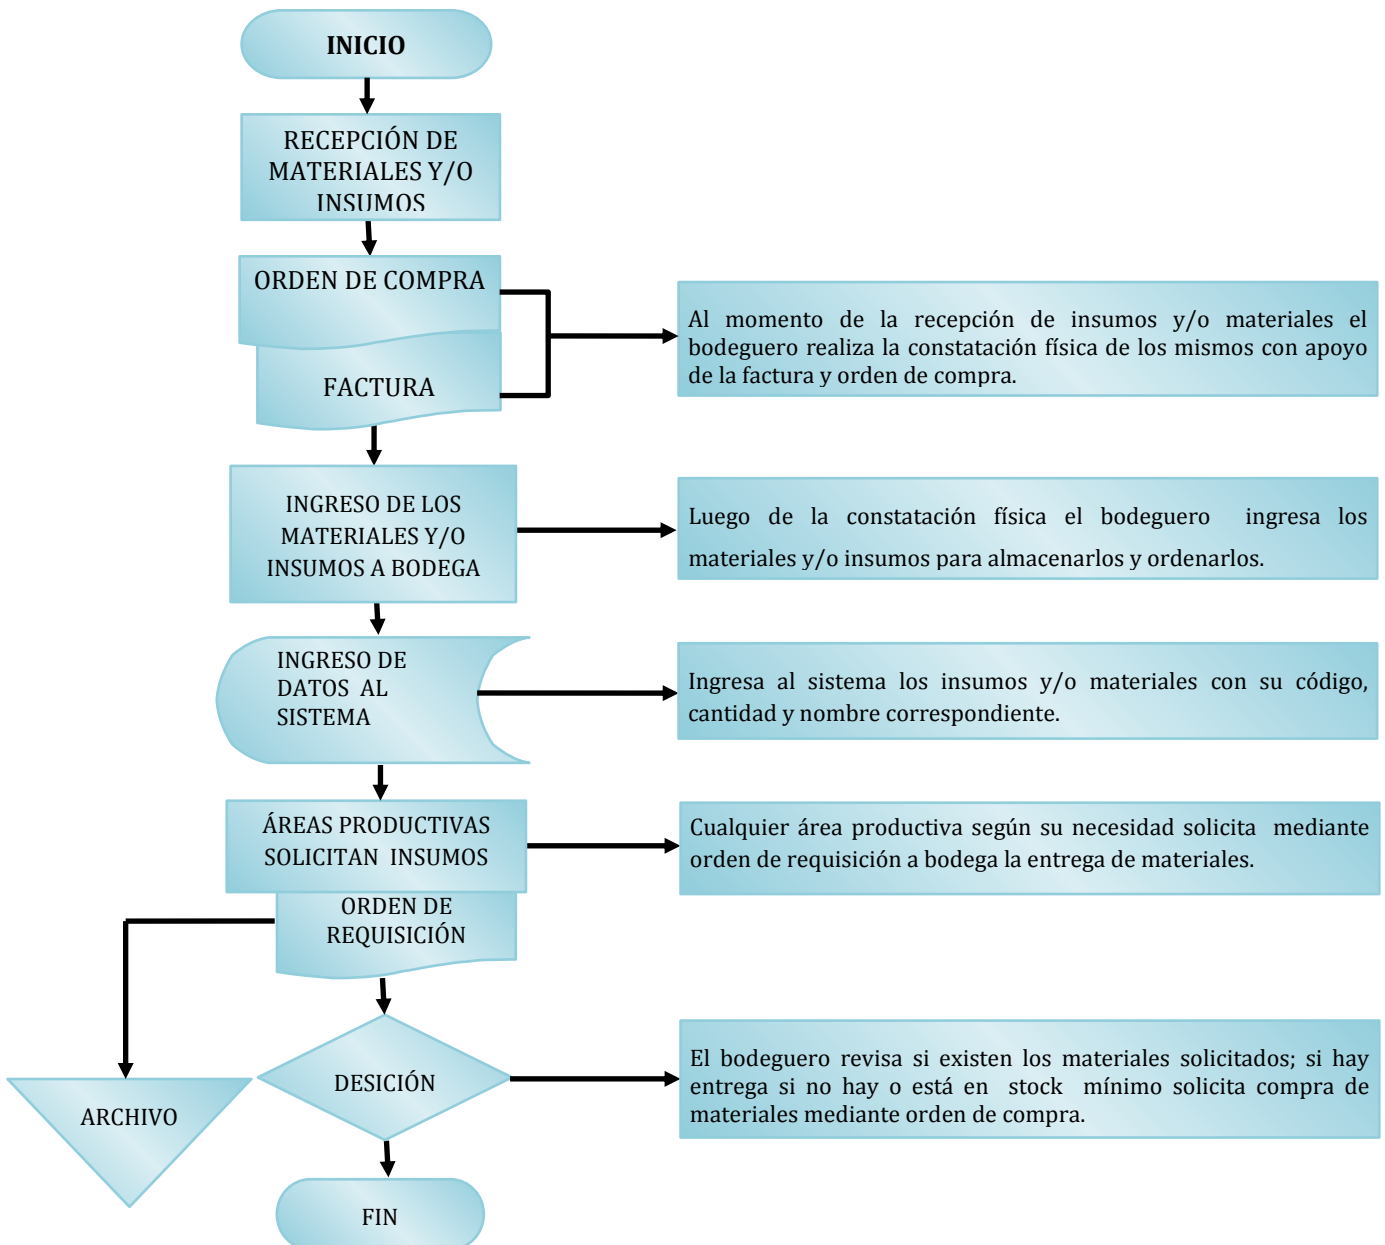 INICIO
RECEPCIÓN DE
MATERIALES Y/O
INSUMOS
ORDEN DE COMPRA
FACTURA
Al momento de la recepción de insumos y/o materiales el
bodeguero realiza la constatación física de los mismos con apoyo
de la factura y orden de compra.
INGRESO DE LOS
MATERIALES Y/O
INSUMOS A BODEGA
Luego de la constatación física el bodeguero ingresa los
materiales y/o insumos para almacenarlos y ordenarlos.
INGRESO DE
DATOS AL
SISTEMA
Ingresa al sistema los insumos y/o materiales con su código,
cantidad y nombre correspondiente.
ÁREAS PRODUCTIVAS
SOLICITAN INSUMOS
Cualquier área productiva según su necesidad solicita mediante
orden de requisición a bodega la entrega de materiales.
ORDEN DE
REQUISICIÓN
ARCHIVO
DESICIÓN
El bodeguero revisa si existen los materiales solicitados; si hay
entrega si no hay o está en stock mínimo solicita compra de
materiales mediante orden de compra.
FIN